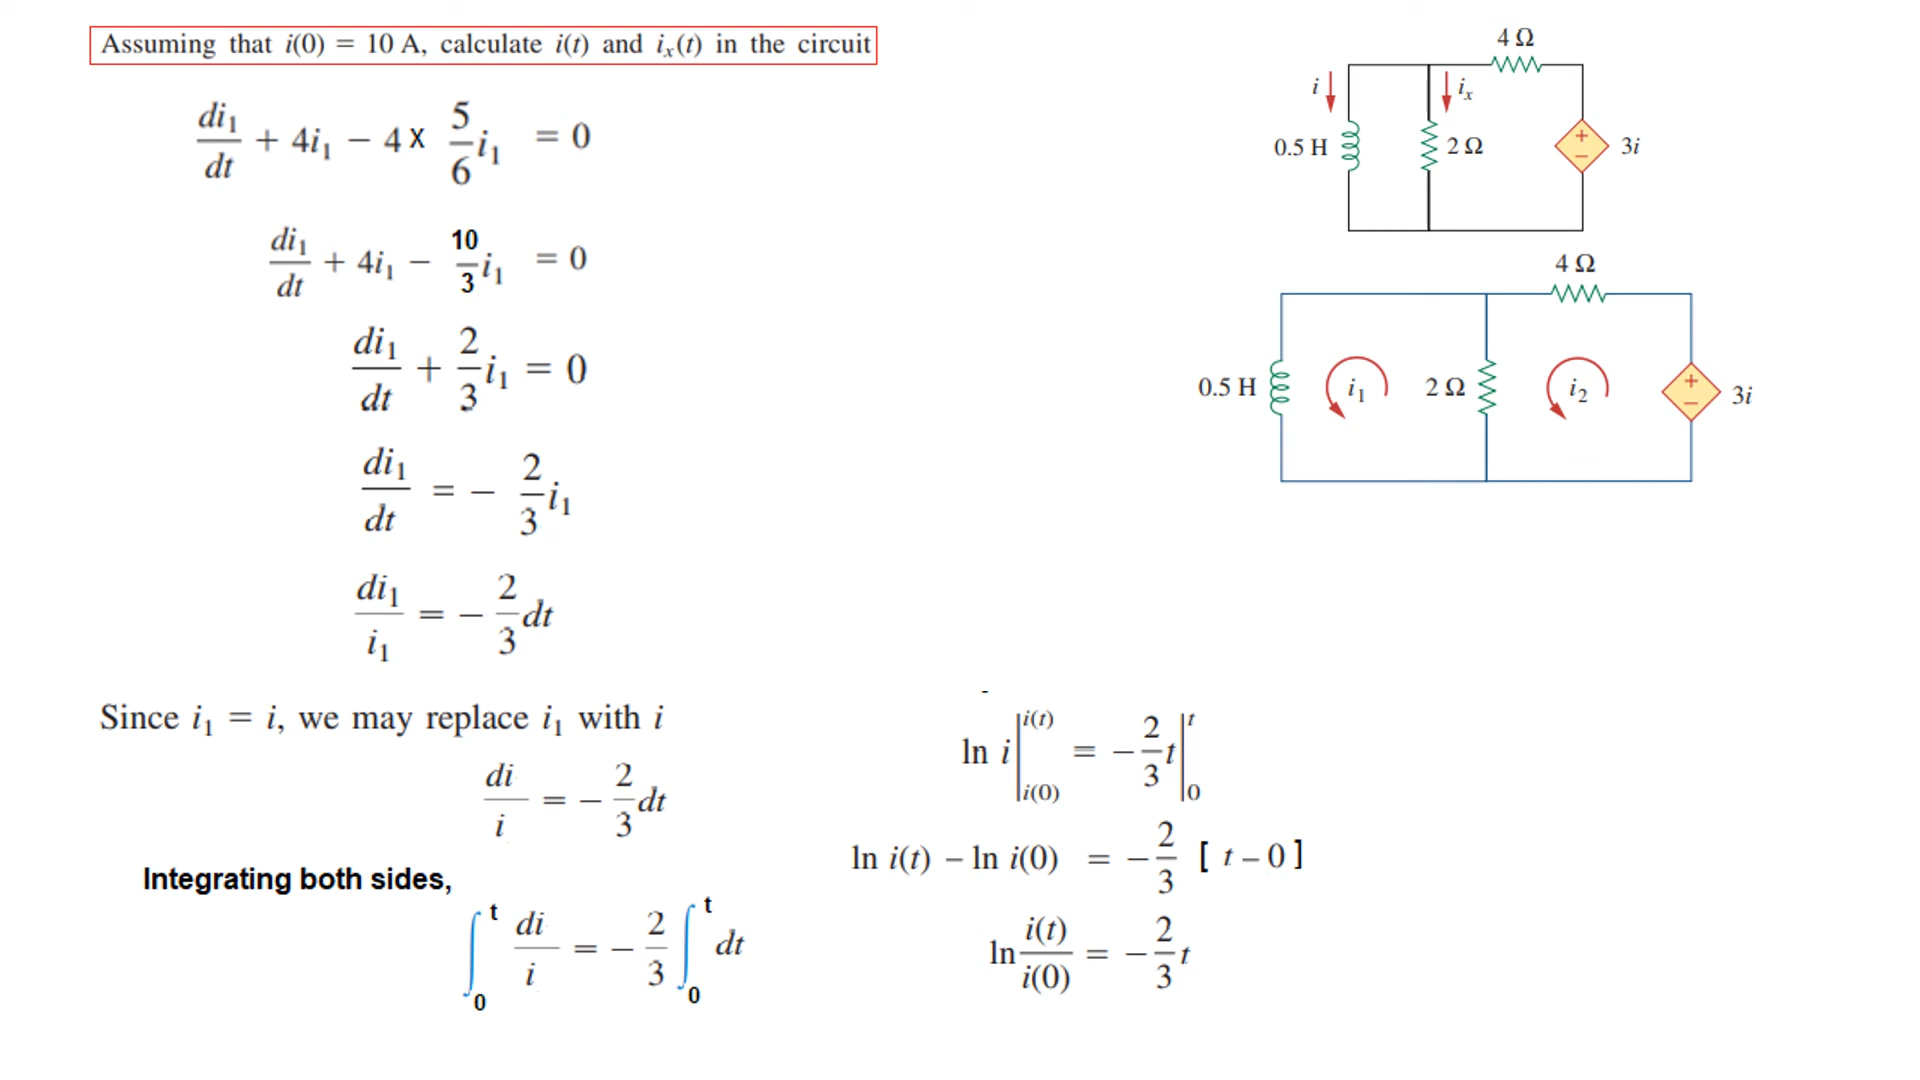 Assuming that i(0) = 10 A, calculate i(t) and iₓ(t) in the circuit
di₁/dt + 4i₁ − 4 x 5/6 i₁ = 0
di₁/dt + 4i₁ − 10/3 i₁ = 0
di₁/dt + 2/3 i₁ = 0
di₁/dt = − 2/3 i₁
di₁/i₁ = − 2/3 dt
Since i₁ = i, we may replace i₁ with i
di/i = − 2/3 dt
Integrating both sides,
∫₀ᵗ di/i = − 2/3 ∫₀ᵗ dt
4 Ω
i
iₓ
0.5 H
2 Ω
+
−
3i
4 Ω
0.5 H
i₁
2 Ω
i₂
+
−
3i
-
ln i |i(t) i(0) = − 2/3 t |t 0
ln i(t) − ln i(0) = − 2/3 [ t − 0 ]
ln i(t)/i(0) = − 2/3 t